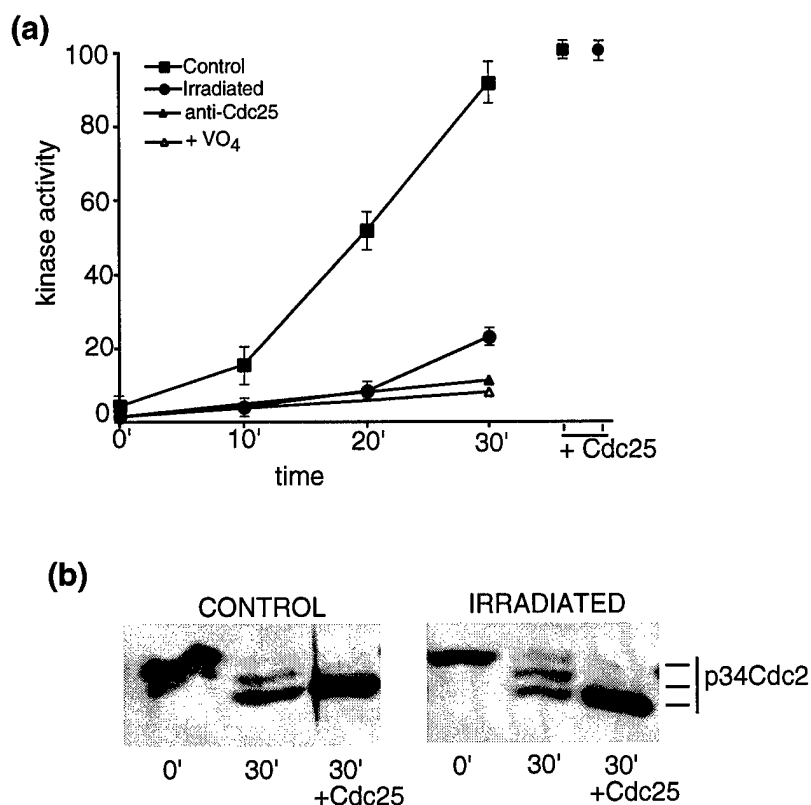 (a)
100
80
60
40
20
0
kinase activity
Control
Irradiated
anti-Cdc25
+ VO4
0' 10' 20' 30' + Cdc25
time
(b)
CONTROL IRRADIATED
p34Cdc2
0' 30' 30' 0' 30' 30'
+Cdc25 +Cdc25